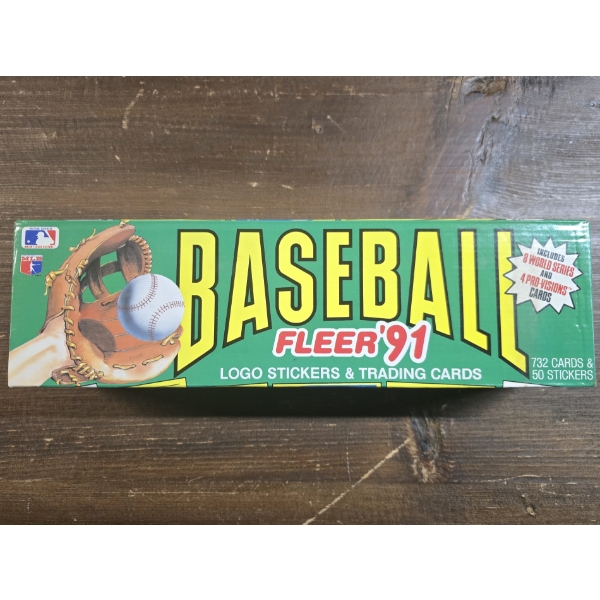 BASEBALL
FLEER '91
LOGO STICKERS & TRADING CARDS
INCLUDES
8 WORLD SERIES
AND
4 PRO-VISIONS™
CARDS
732 CARDS &
50 STICKERS